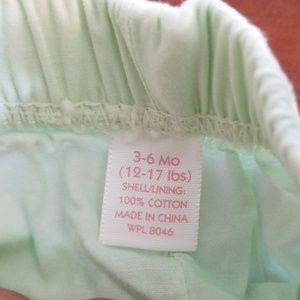 3-6 Mo
(12-17 lbs)
SHELL/LINING:
100% COTTON
MADE IN CHINA
WPL 8046